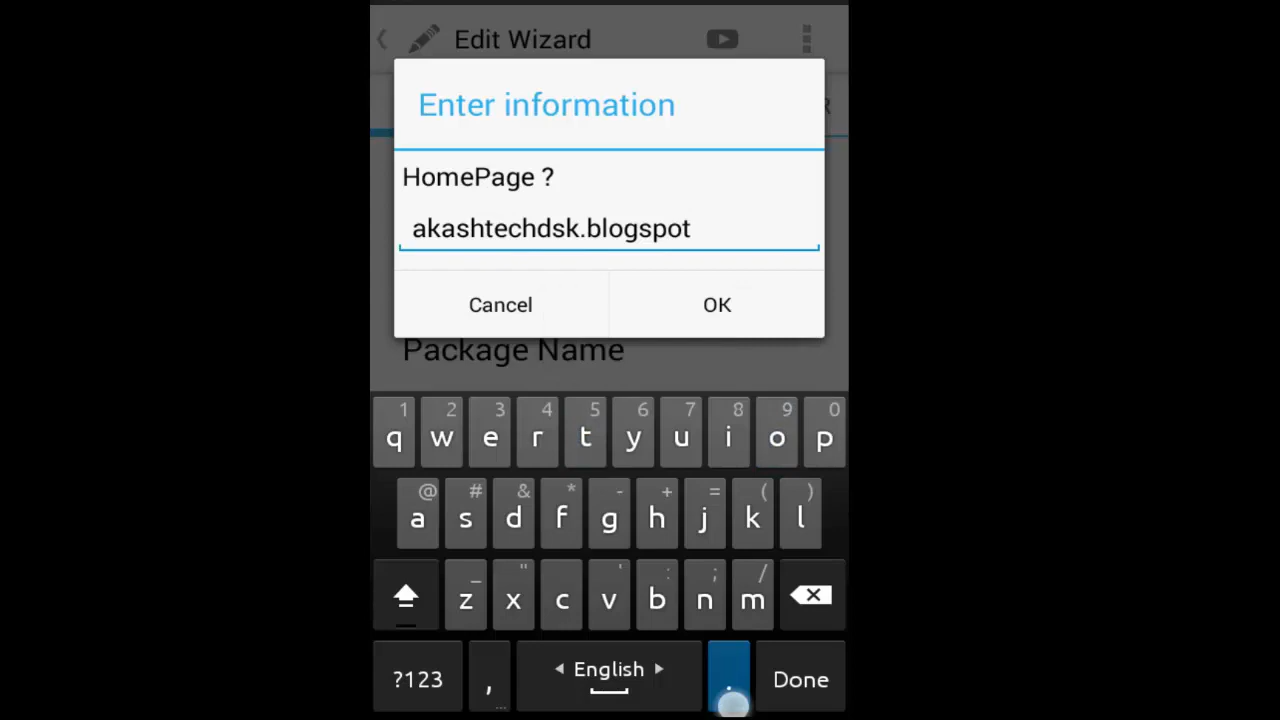 Edit Wizard
R
Enter information
HomePage ?
akashtechdsk.blogspot
Cancel OK
Package Name
1 2 3 4 5 6 7 8 9 0
q w e r t y u i o p
@ # & * - + = ( )
a s d f g h j k l
_ " ' : ; /
z x c v b n m
?123 , ... ◂ English ▸ . Done